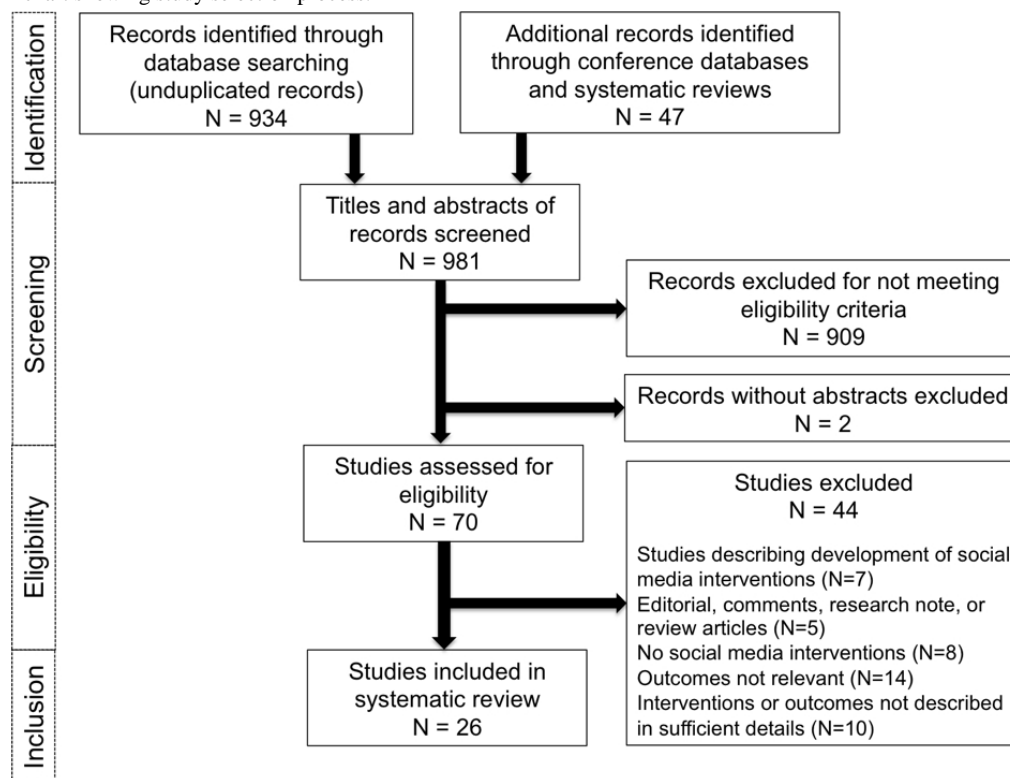 Identification
Records identified through
database searching
(unduplicated records)
N = 934
Additional records identified
through conference databases
and systematic reviews
N = 47
Screening
Titles and abstracts of
records screened
N = 981
Records excluded for not meeting
eligibility criteria
N = 909
Records without abstracts excluded
N = 2
Eligibility
Studies assessed for
eligibility
N = 70
Studies excluded
N = 44
Studies describing development of social
media interventions (N=7)
Editorial, comments, research note, or
review articles (N=5)
No social media interventions (N=8)
Outcomes not relevant (N=14)
Interventions or outcomes not described
in sufficient details (N=10)
Inclusion
Studies included in
systematic review
N = 26